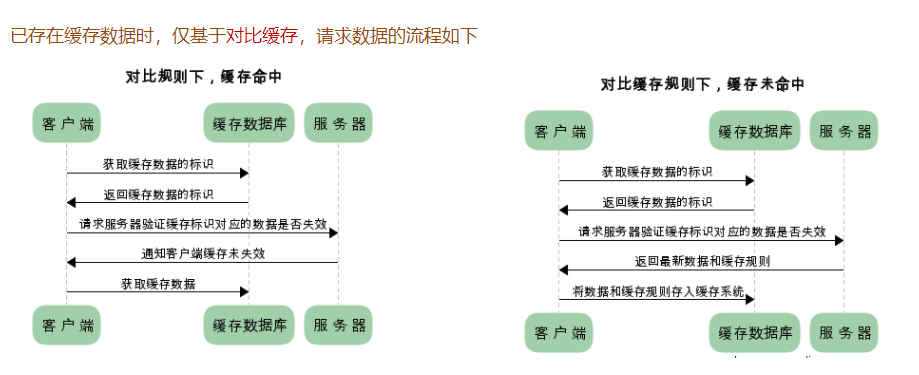 已存在缓存数据时，仅基于对比缓存，请求数据的流程如下
对比规则下，缓存命中
客户端
缓存数据库
服务器
获取缓存数据的标识
返回缓存数据的标识
请求服务器验证缓存标识对应的数据是否失效
通知客户端缓存未失效
获取缓存数据
客户端
缓存数据库
服务器
对比缓存规则下，缓存未命中
客户端
缓存数据库
服务器
获取缓存数据的标识
返回缓存数据的标识
请求服务器验证缓存标识对应的数据是否失效
返回最新数据和缓存规则
将数据和缓存规则存入缓存系统
客户端
缓存数据库
服务器